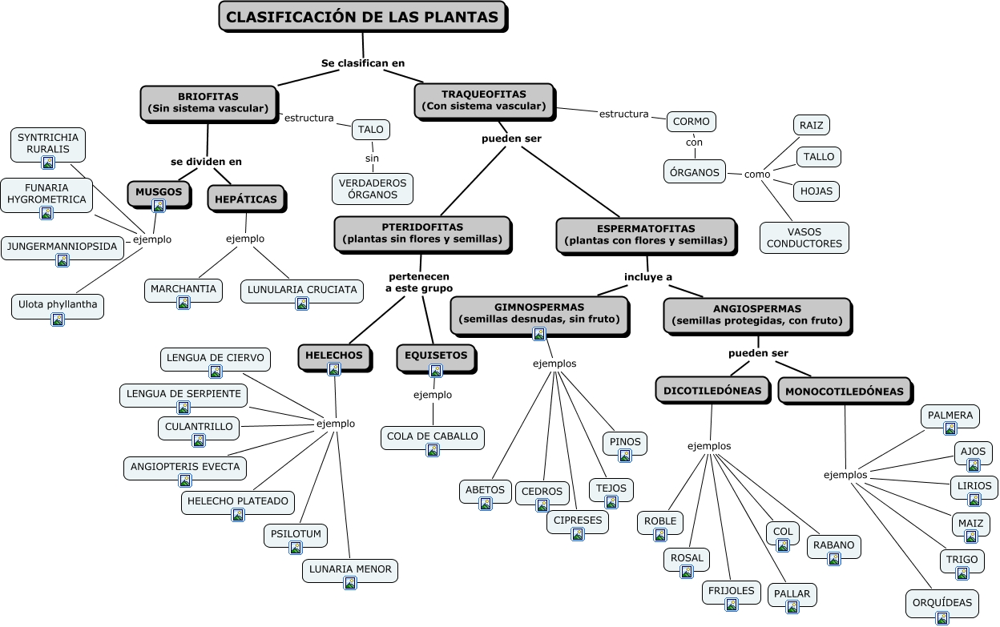 CLASIFICACIÓN DE LAS PLANTAS
Se clasifican en
BRIOFITAS
(Sin sistema vascular)
TRAQUEOFITAS
(Con sistema vascular)
estructura
TALO
sin
VERDADEROS
ÓRGANOS
estructura
CORMO
con
ÓRGANOS
como
RAIZ
TALLO
HOJAS
VASOS
CONDUCTORES
se dividen en
MUSGOS
HEPÁTICAS
ejemplo
SYNTRICHIA
RURALIS
FUNARIA
HYGROMETRICA
JUNGERMANNIOPSIDA
Ulota phyllantha
ejemplo
MARCHANTIA
LUNULARIA CRUCIATA
pueden ser
PTERIDOFITAS
(plantas sin flores y semillas)
ESPERMATOFITAS
(plantas con flores y semillas)
pertenecen
a este grupo
HELECHOS
EQUISETOS
ejemplo
LENGUA DE CIERVO
LENGUA DE SERPIENTE
CULANTRILLO
ANGIOPTERIS EVECTA
HELECHO PLATEADO
PSILOTUM
LUNARIA MENOR
ejemplo
COLA DE CABALLO
incluye a
GIMNOSPERMAS
(semillas desnudas, sin fruto)
ANGIOSPERMAS
(semillas protegidas, con fruto)
ejemplos
ABETOS
CEDROS
CIPRESES
TEJOS
PINOS
pueden ser
DICOTILEDÓNEAS
MONOCOTILEDÓNEAS
ejemplos
ROBLE
ROSAL
FRIJOLES
PALLAR
COL
RABANO
ejemplos
PALMERA
AJOS
LIRIOS
MAIZ
TRIGO
ORQUÍDEAS